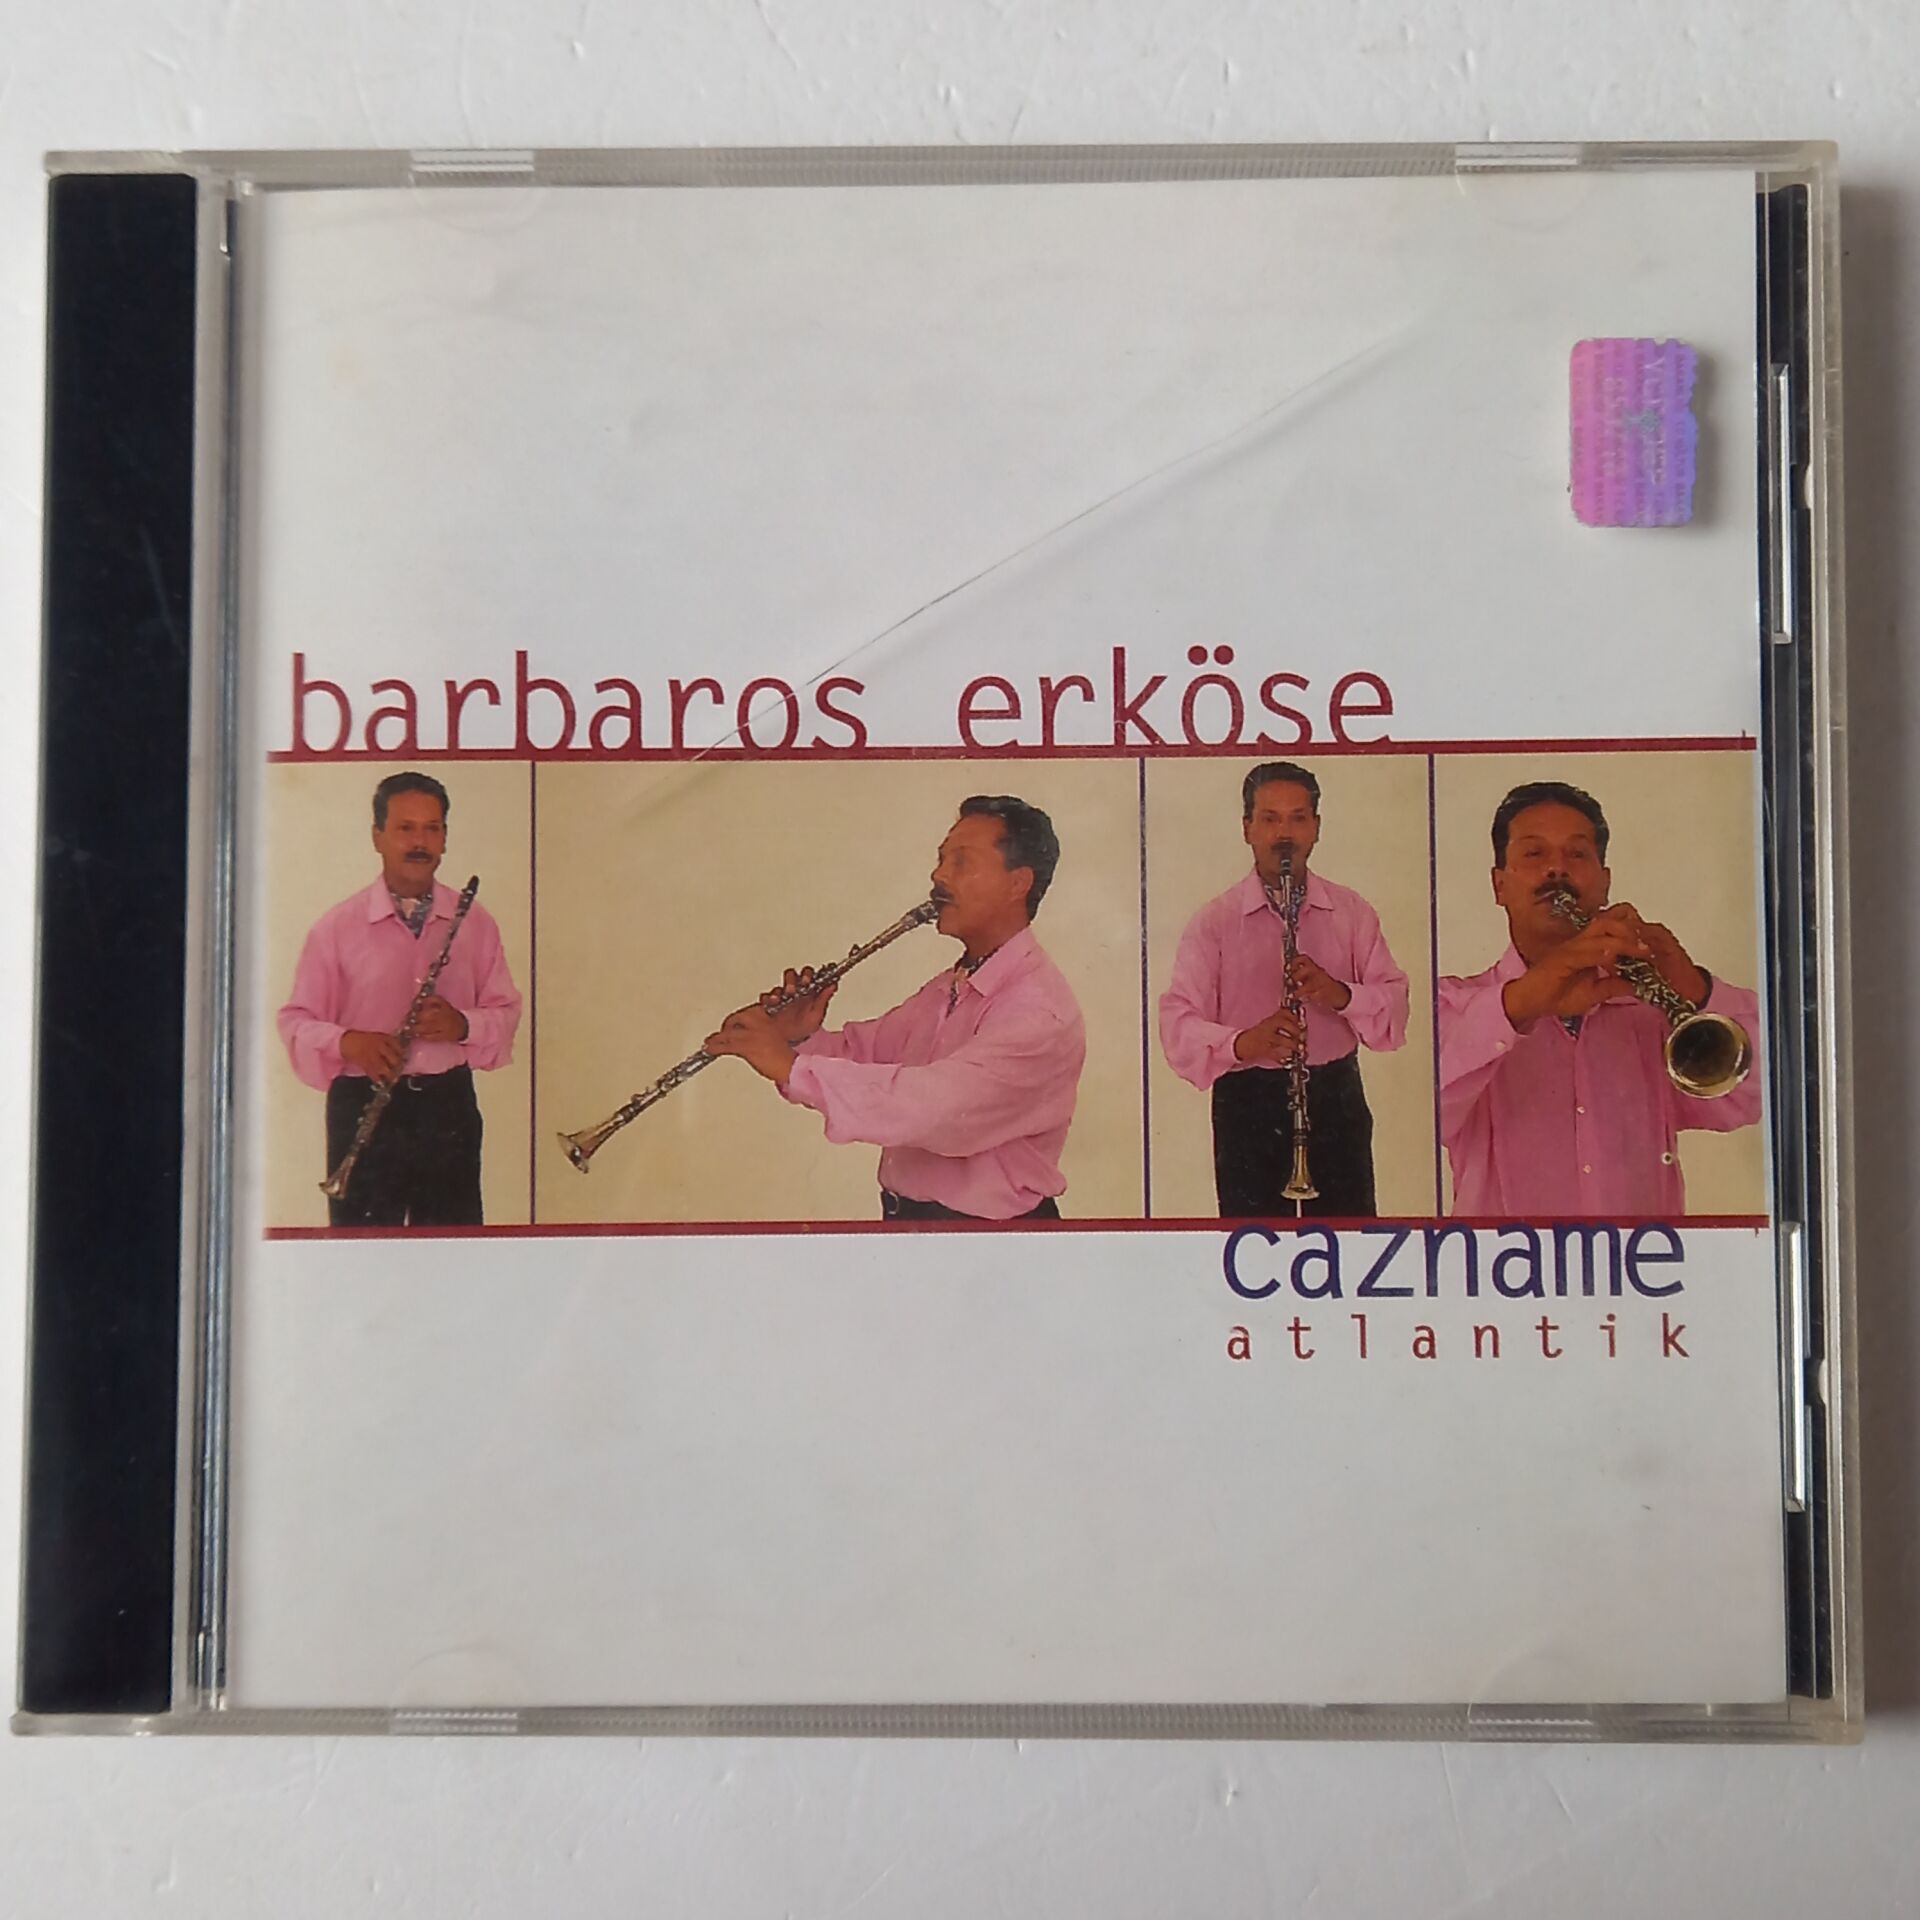 barbaros erköse
cazname
atlantik